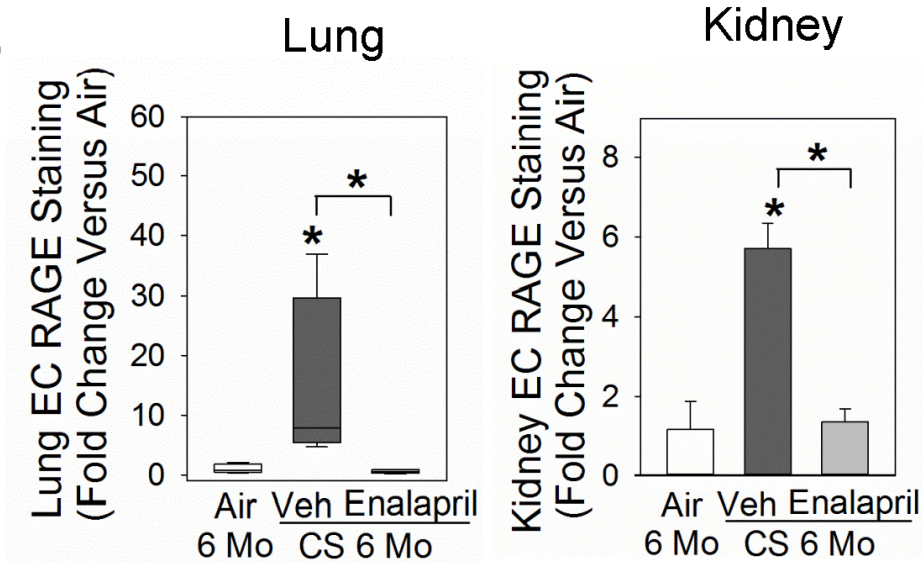 Lung
Lung EC RAGE Staining
(Fold Change Versus Air)
60
50
40
30
20
10
0
*
*
Air Veh Enalapril
6 Mo CS 6 Mo
Kidney
Kidney EC RAGE Staining
(Fold Change Versus Air)
8
6
4
2
0
*
*
Air Veh Enalapril
6 Mo CS 6 Mo